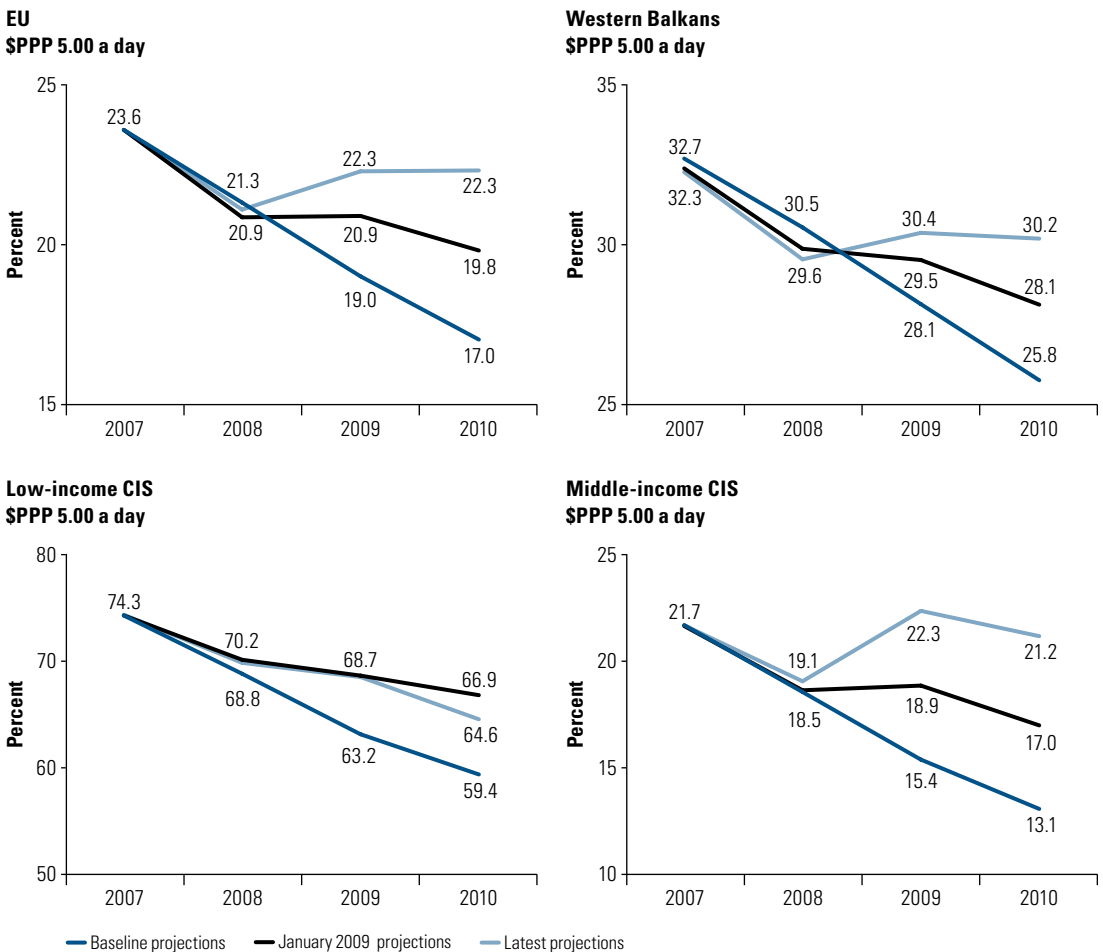 EU
$PPP 5.00 a day
25
20
15
Percent
23.6
21.3
20.9
22.3
20.9
19.0
22.3
19.8
17.0
2007 2008 2009 2010
Western Balkans
$PPP 5.00 a day
35
30
25
Percent
32.7
32.3
30.5
29.6
30.4
29.5
28.1
30.2
28.1
25.8
2007 2008 2009 2010
Low-income CIS
$PPP 5.00 a day
80
70
60
50
Percent
74.3
70.2
68.8
68.7
63.2
66.9
64.6
59.4
2007 2008 2009 2010
Middle-income CIS
$PPP 5.00 a day
25
20
15
10
Percent
21.7
19.1
18.5
22.3
18.9
15.4
21.2
17.0
13.1
2007 2008 2009 2010
Baseline projections January 2009 projections Latest projections